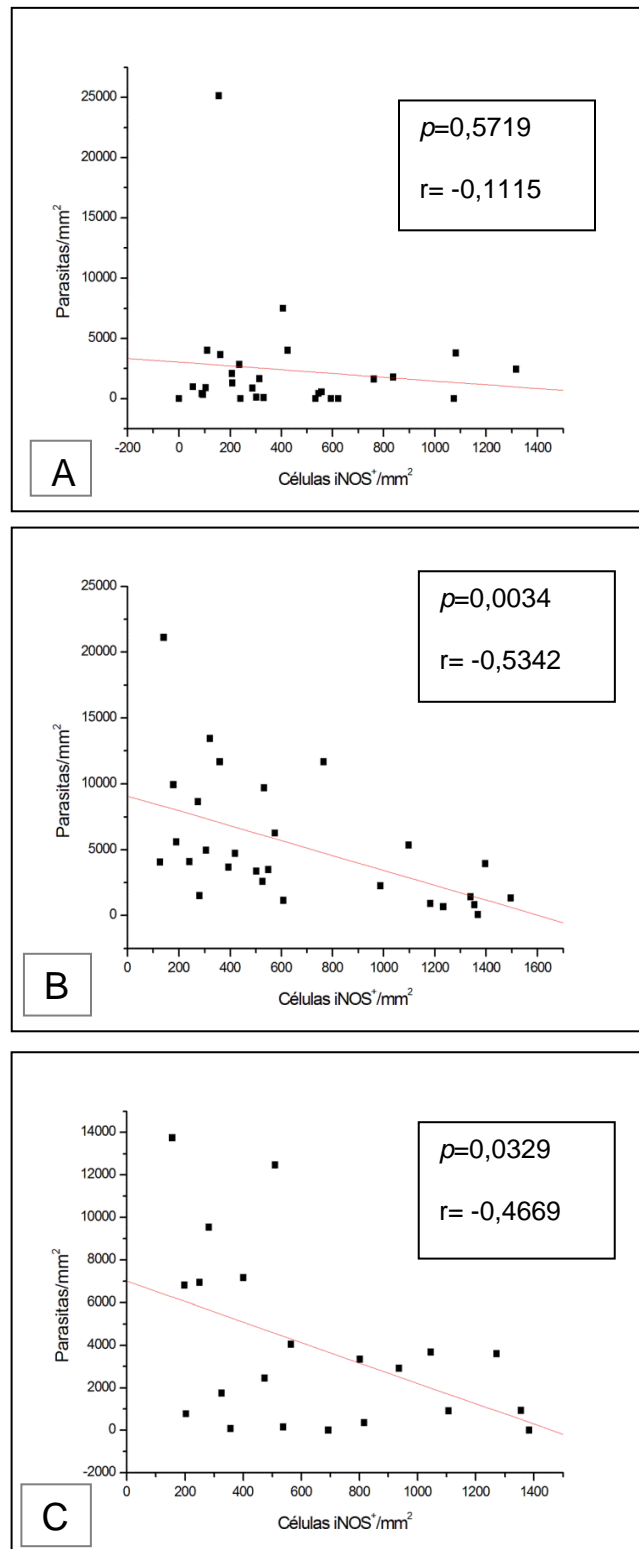 25000
20000
15000
10000
5000
0
Parasitas/mm²
-200 0 200 400 600 800 1000 1200 1400
Células iNOS⁺/mm²
p=0,5719
r= -0,1115
A
25000
20000
15000
10000
5000
0
Parasitas/mm²
0 200 400 600 800 1000 1200 1400 1600
Células iNOS⁺/mm²
p=0,0034
r= -0,5342
B
14000
12000
10000
8000
6000
4000
2000
0
-2000
Parasitas/mm²
0 200 400 600 800 1000 1200 1400
Células iNOS⁺/mm²
p=0,0329
r= -0,4669
C